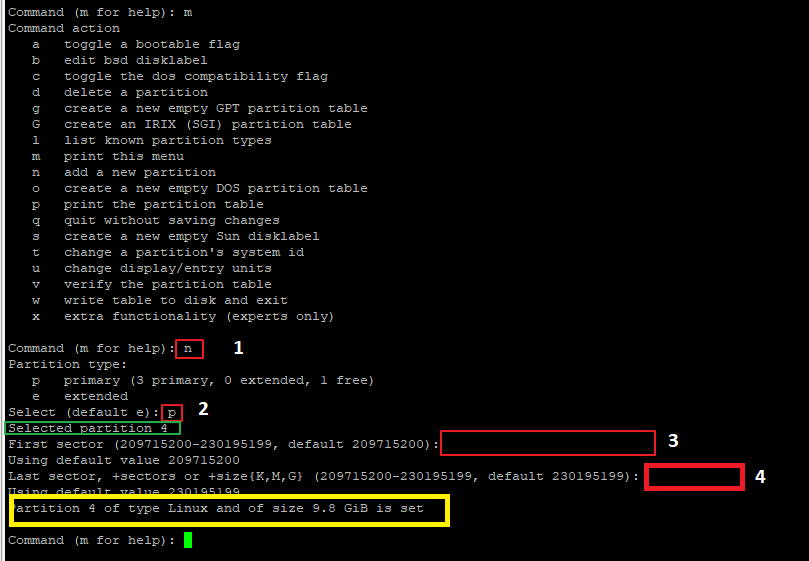 Command (m for help): m
Command action
a   toggle a bootable flag
b   edit bsd disklabel
c   toggle the dos compatibility flag
d   delete a partition
g   create a new empty GPT partition table
G   create an IRIX (SGI) partition table
l   list known partition types
m   print this menu
n   add a new partition
o   create a new empty DOS partition table
p   print the partition table
q   quit without saving changes
s   create a new empty Sun disklabel
t   change a partition's system id
u   change display/entry units
v   verify the partition table
w   write table to disk and exit
x   extra functionality (experts only)
Command (m for help): n 1
Partition type:
p   primary (3 primary, 0 extended, 1 free)
e   extended
Select (default e): p 2
Selected partition 4
First sector (209715200-230195199, default 209715200): 3
Using default value 209715200
Last sector, +sectors or +size{K,M,G} (209715200-230195199, default 230195199): 4
Using default value 230195199
Partition 4 of type Linux and of size 9.8 GiB is set
Command (m for help):